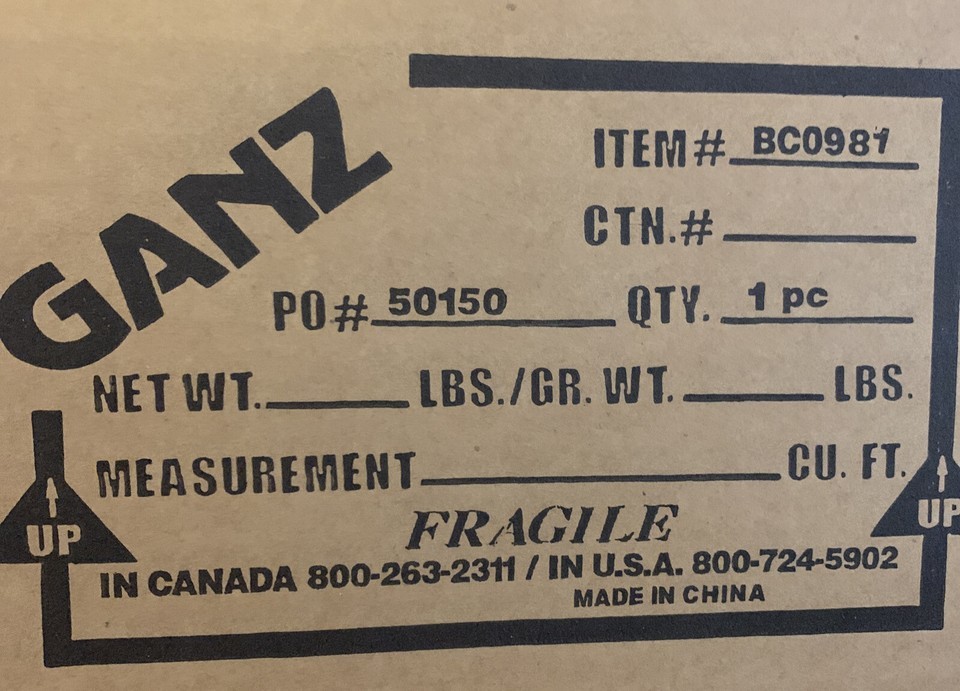 GANZ
ITEM# BC0981
CTN.#
PO# 50150 QTY. 1 pc
NET WT. LBS./GR. WT. LBS.
MEASUREMENT CU. FT.
UP UP
FRAGILE
IN CANADA 800-263-2311 / IN U.S.A. 800-724-5902
MADE IN CHINA